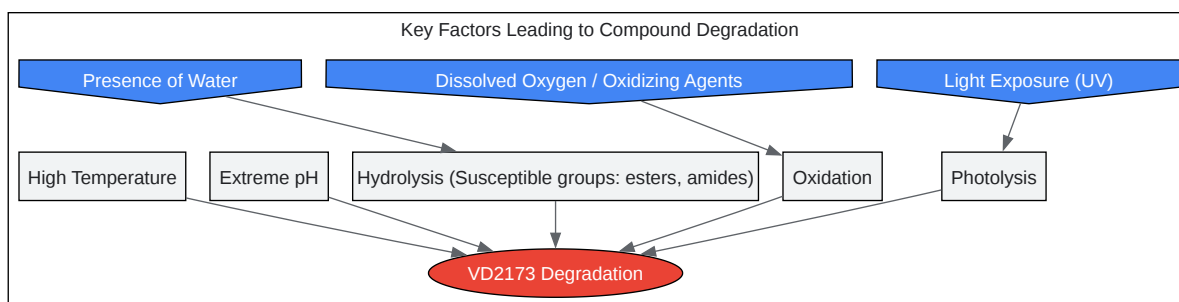 Key Factors Leading to Compound Degradation
Presence of Water
Dissolved Oxygen / Oxidizing Agents
Light Exposure (UV)
High Temperature
Extreme pH
Hydrolysis (Susceptible groups: esters, amides)
Oxidation
Photolysis
VD2173 Degradation